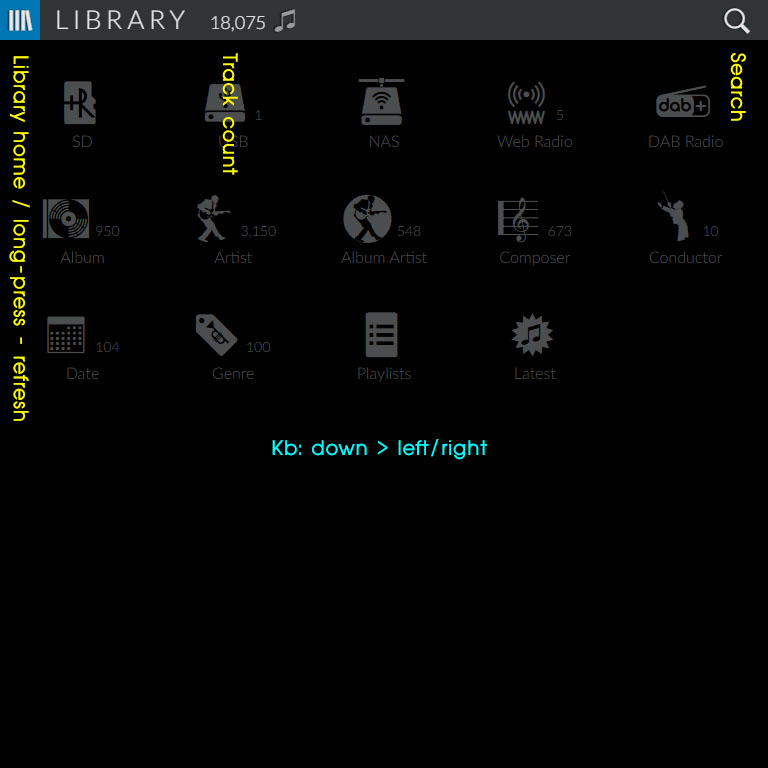 LIBRARY 18,075
Library home / long-press - refresh
Track count
Search
+R
dab+
1
5
SD
USB
NAS
Web Radio
DAB Radio
950
3,150
548
673
10
Album
Artist
Album Artist
Composer
Conductor
104
100
Date
Genre
Playlists
Latest
Kb: down > left/right